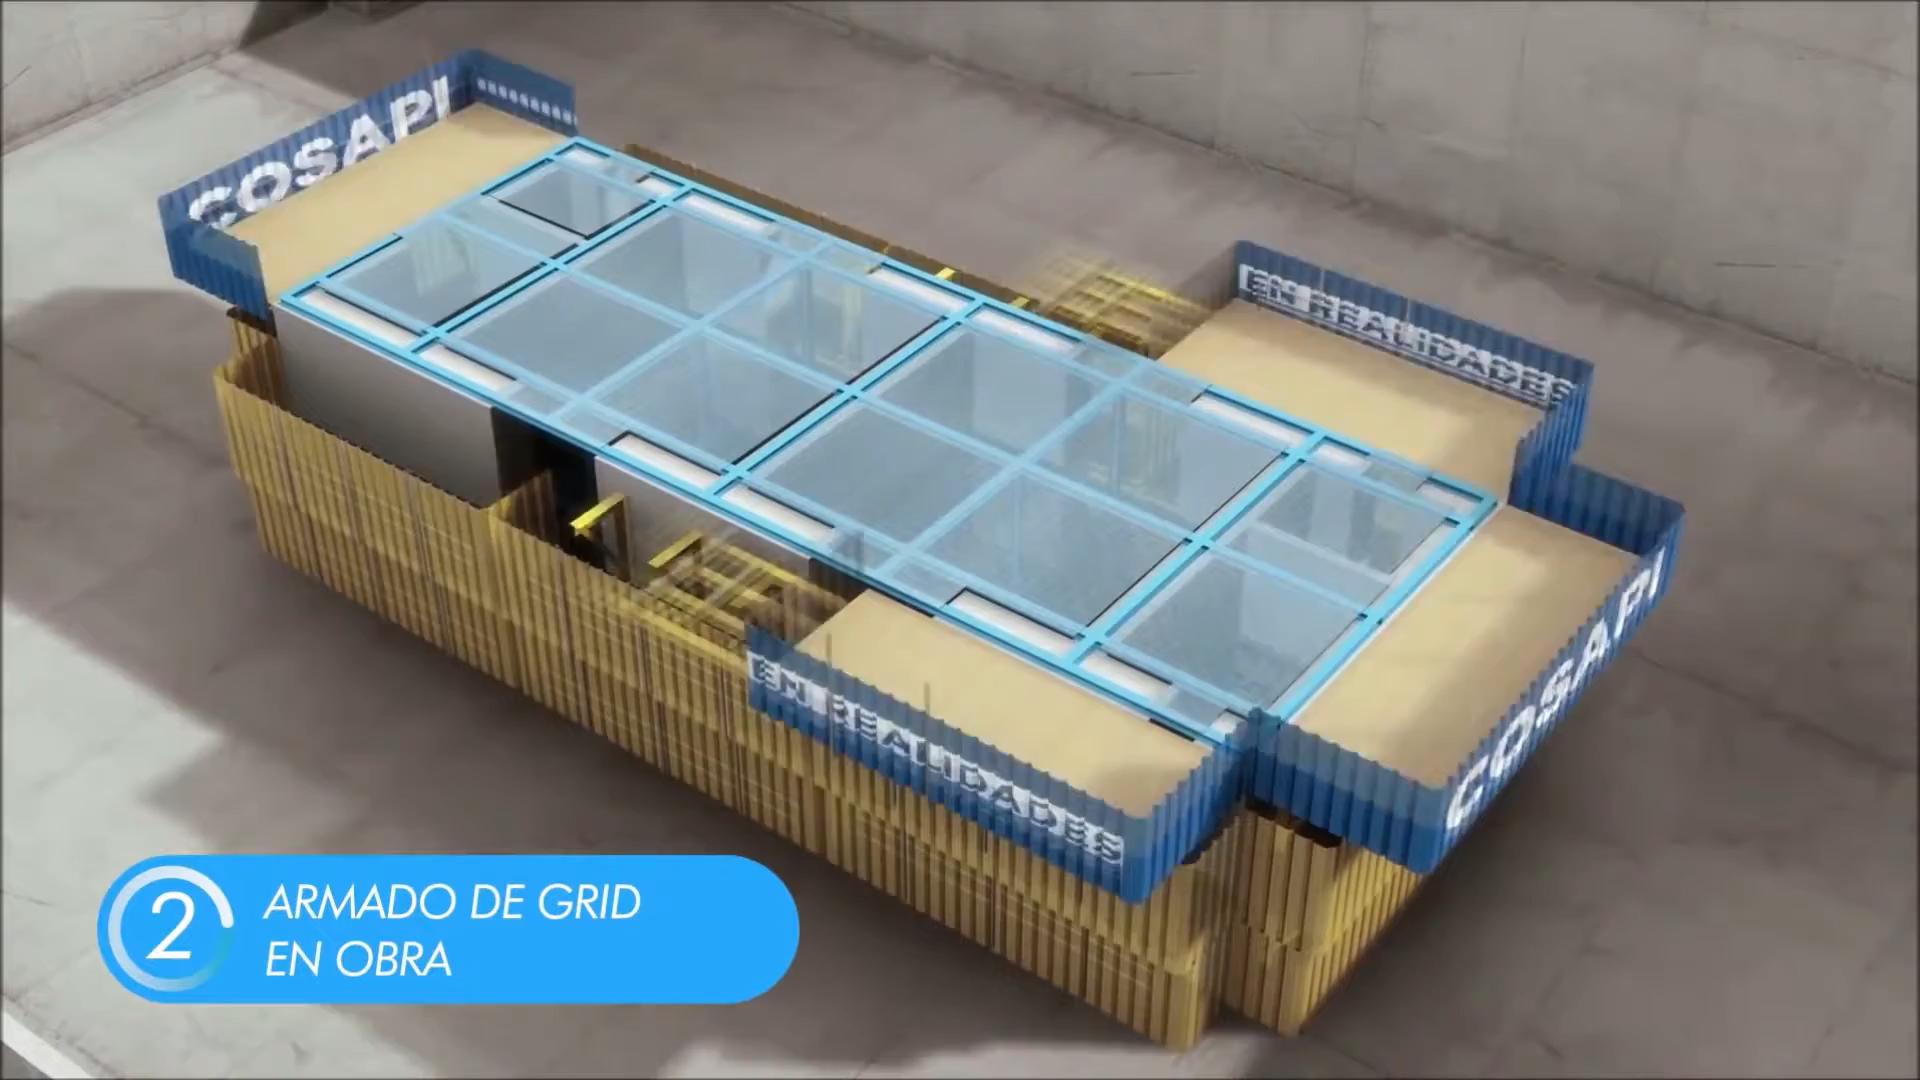 COSAPI
EN REALIDADES
EN REALIDADES
COSAPI
2
ARMADO DE GRID
EN OBRA